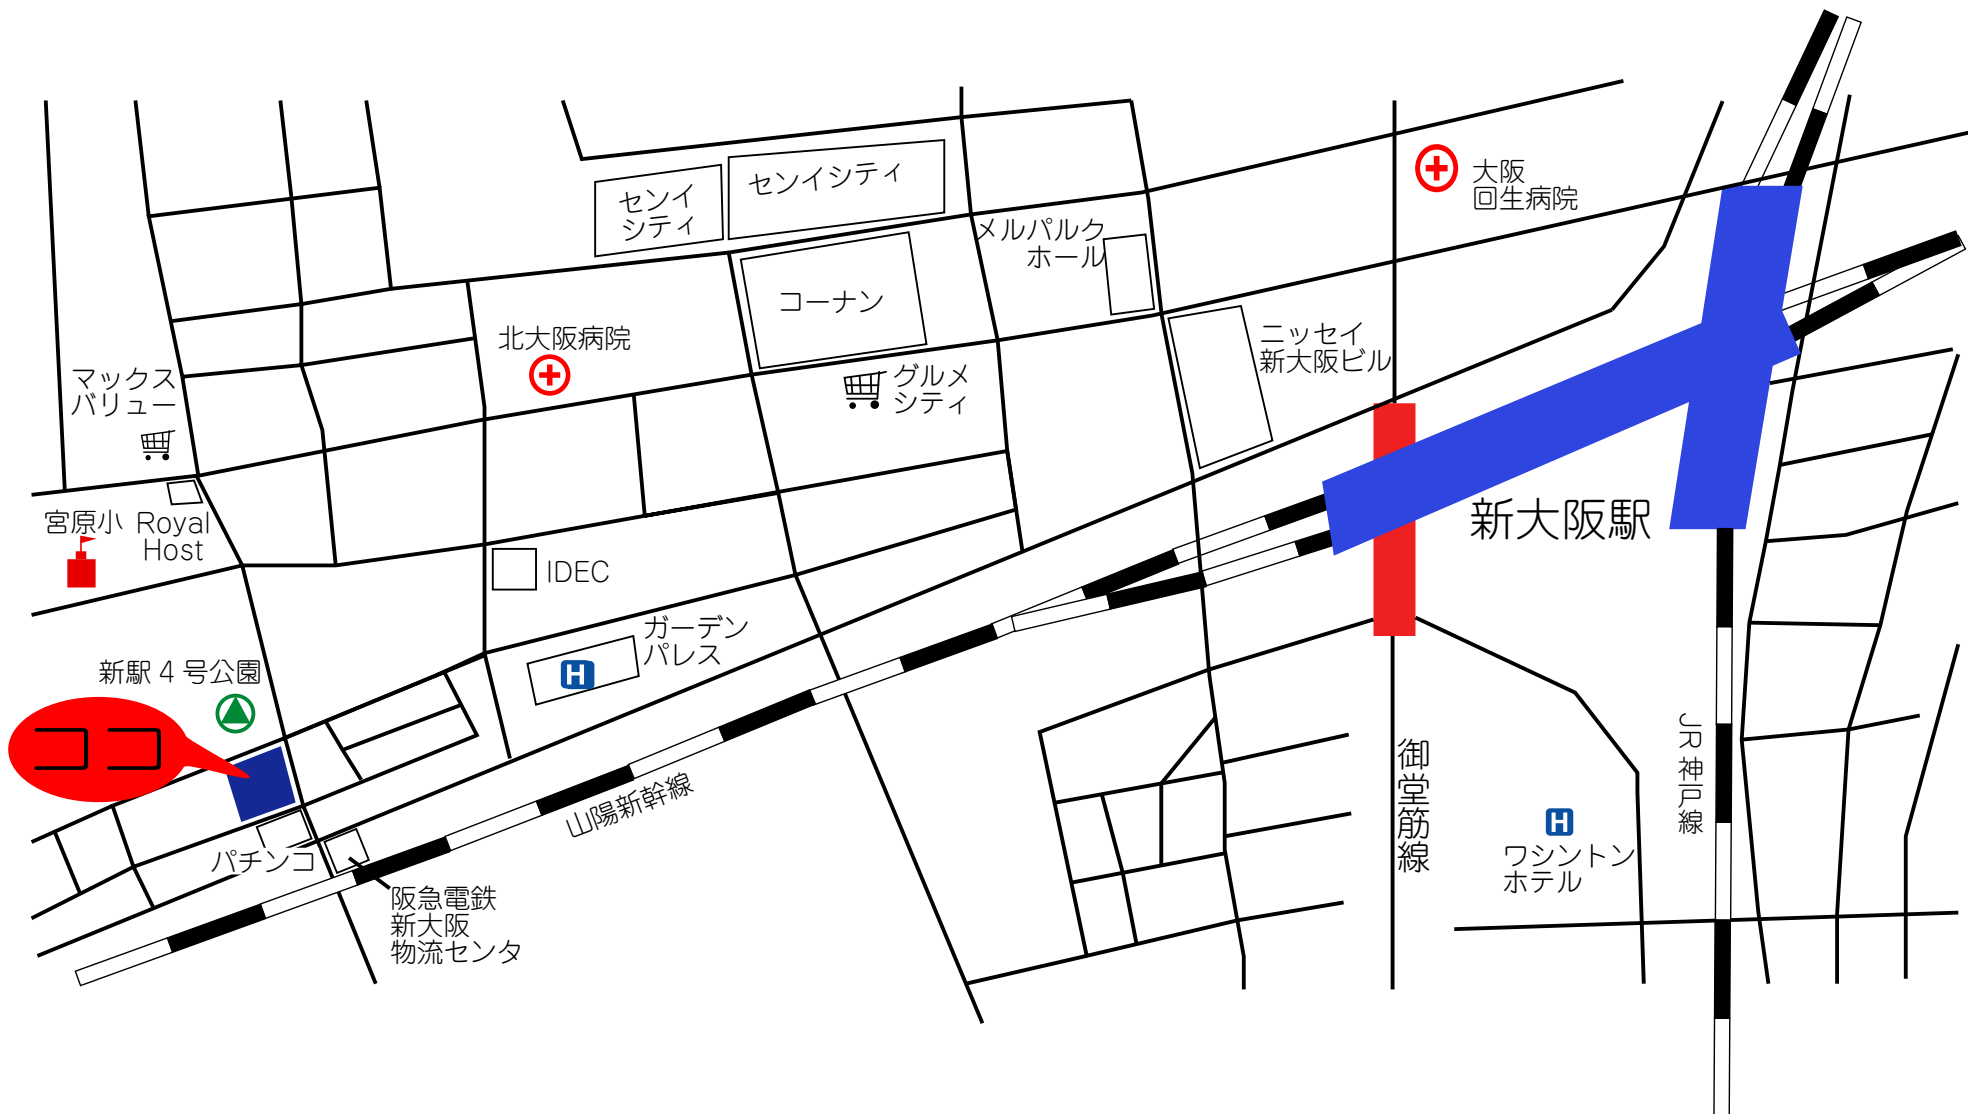 大阪
回生病院
センイ
シティ
センイシティ
メルパルク
ホール
コーナン
北大阪病院
ニッセイ
新大阪ビル
マックス
バリュー
グルメ
シティ
宮原小
Royal
Host
新大阪駅
IDEC
ガーデン
パレス
H
新駅4号公園
ココ
山陽新幹線
御堂筋線
JR神戸線
H
ワシントン
ホテル
パチンコ
阪急電鉄
新大阪
物流センタ